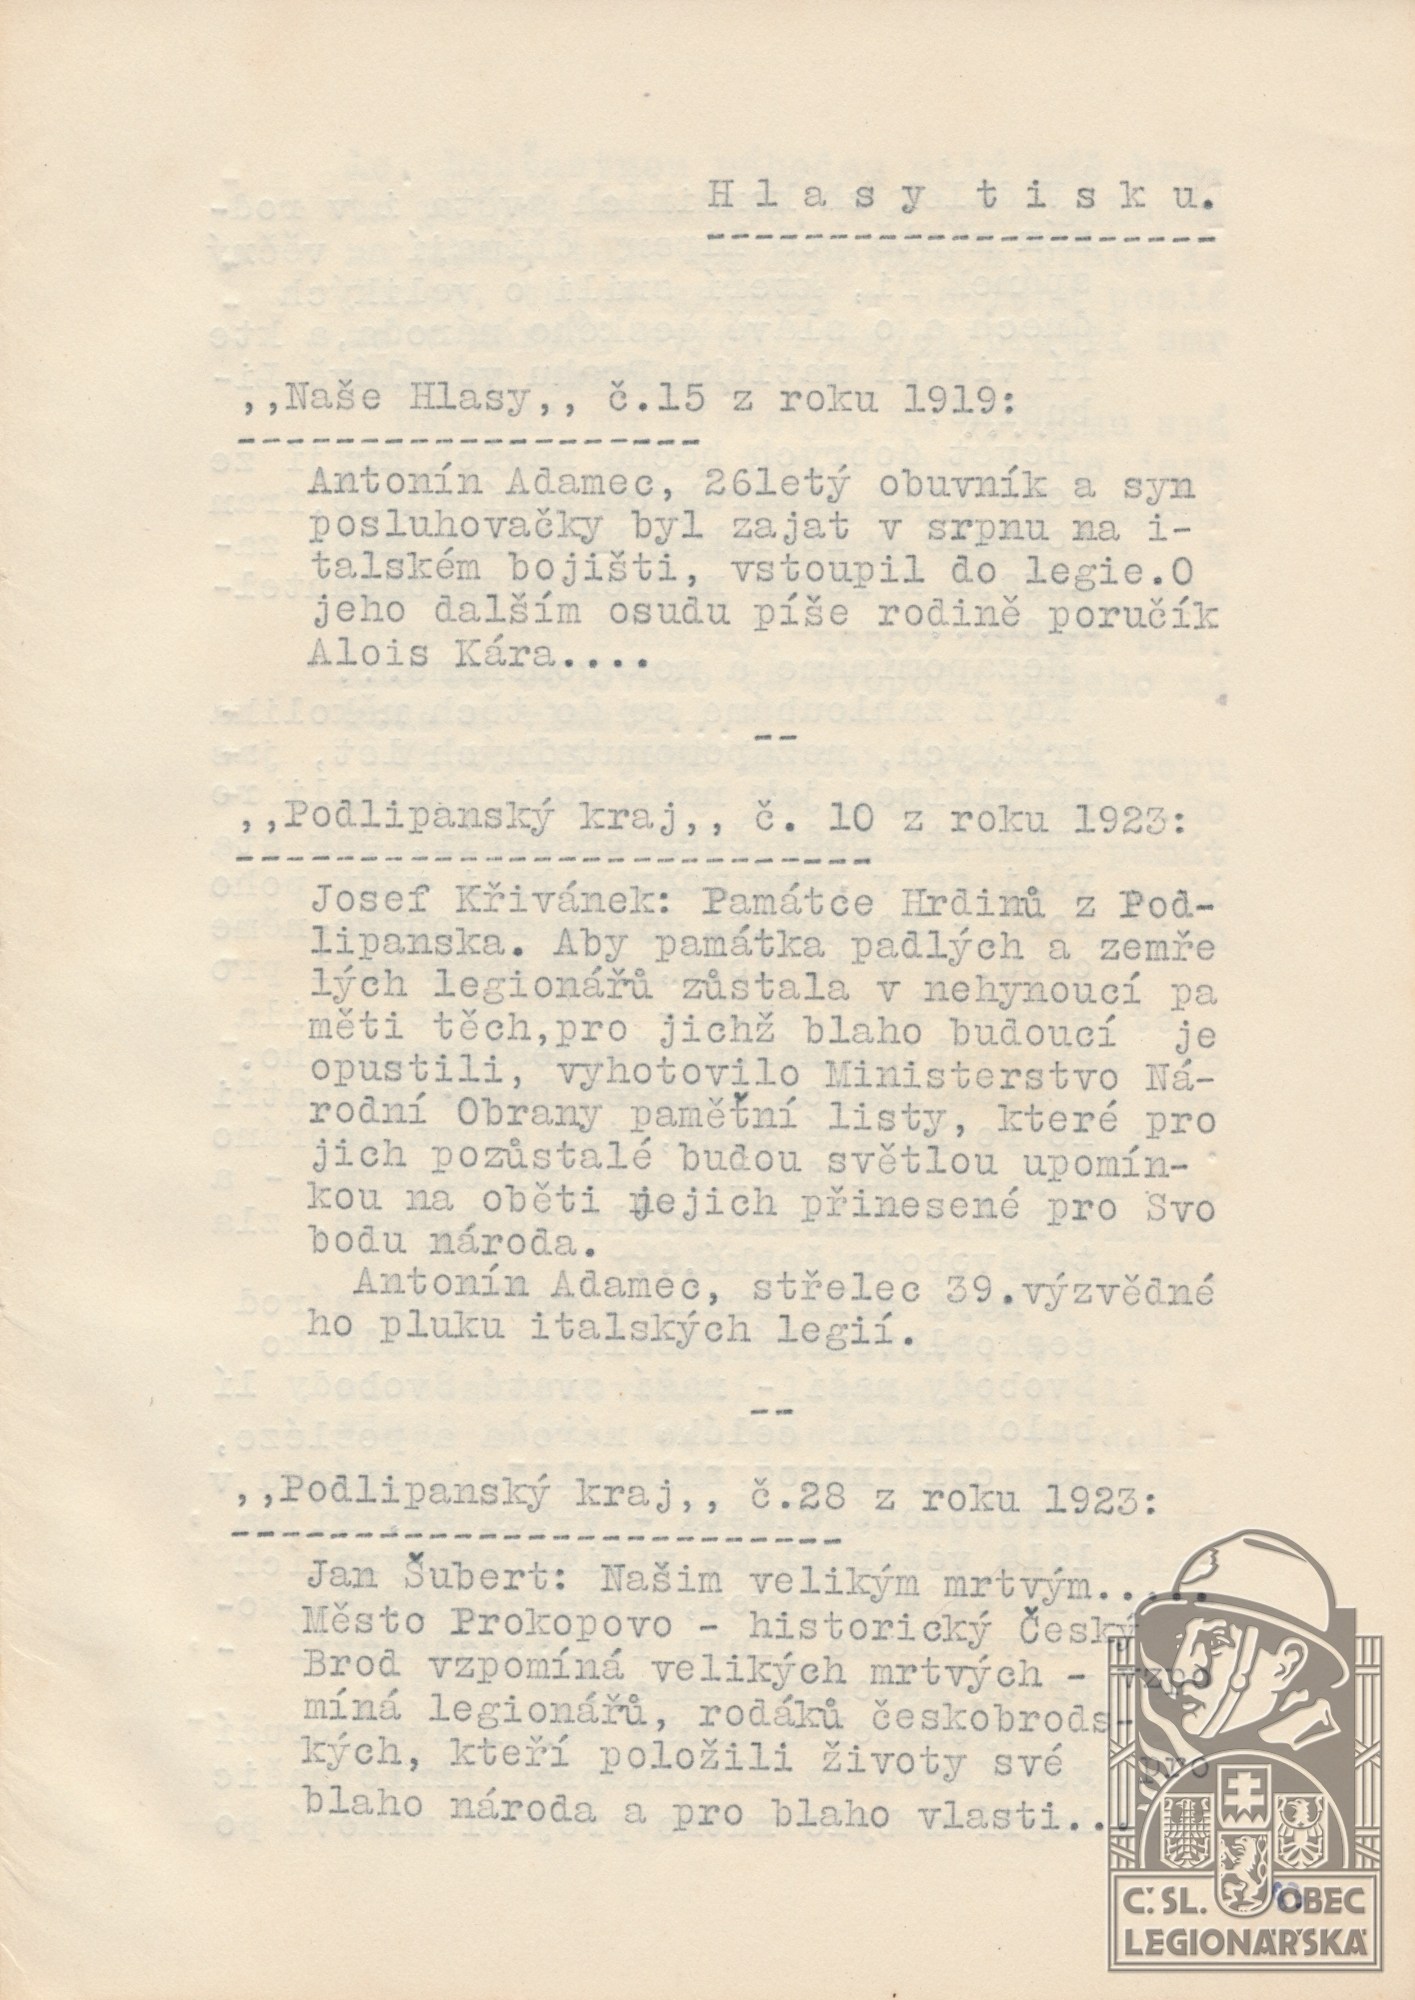 Hlasy tisku.
,,Naše Hlasy,, č.15 z roku 1919:
Antonín Adamec, 26letý obuvník a syn
posluhovačky byl zajat v srpnu na i-
talském bojišti, vstoupil do legie.O
jeho dalším osudu píše rodině poručík
Alois Kára....
--
,,Podlipanský kraj,, č. 10 z roku 1923:
Josef Křivánek: Památce Hrdinů z Pod-
lipanska. Aby památka padlých a zemře
lých legionářů zůstala v nehynoucí pa
měti těch,pro jichž blaho budoucí je
opustili, vyhotovilo Ministerstvo Ná-
rodní Obrany pamětní listy, které pro
jich pozůstalé budou světlou upomín-
kou na oběti jejich přinesené pro Svo
bodu národa.
Antonín Adamec, střelec 39.výzvědné
ho pluku italských legií.
--
,,Podlipanský kraj,, č.28 z roku 1923:
Jan Šubert: Našim velikým mrtvým.....
Město Prokopovo - historický Český
Brod vzpomíná velikých mrtvých - vzpo
míná legionářů, rodáků českobrods-
kých, kteří položili životy své pro
blaho národa a pro blaho vlasti...
Č. SL. OBEC
LEGIONÁŘSKÁ